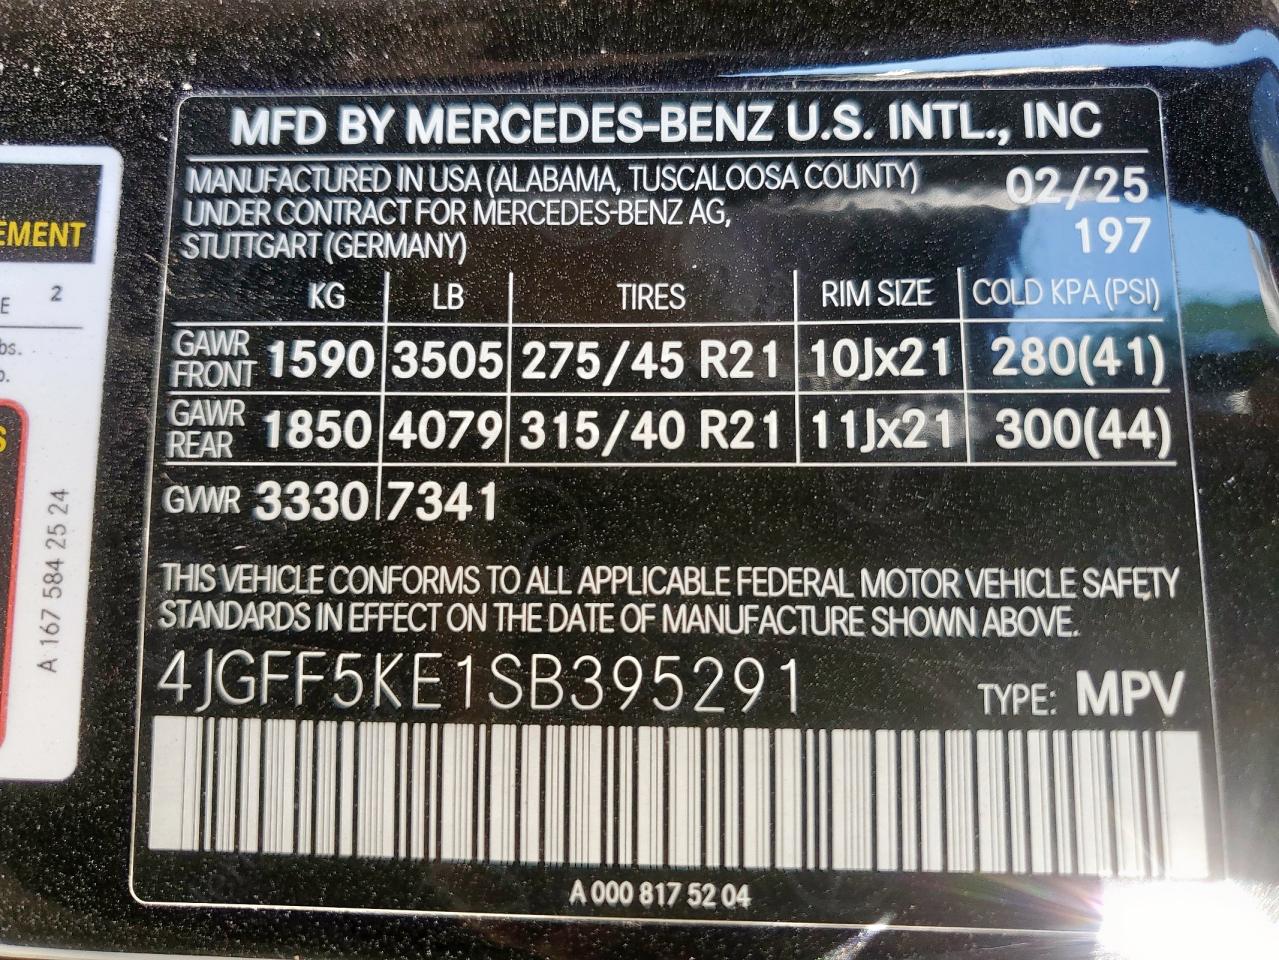 MFD BY MERCEDES-BENZ U.S. INTL., INC
MANUFACTURED IN USA (ALABAMA, TUSCALOOSA COUNTY) 02/25
UNDER CONTRACT FOR MERCEDES-BENZ AG, 197
STUTTGART (GERMANY)
KG LB TIRES RIM SIZE COLD KPA (PSI)
GAWR FRONT 1590 3505 275/45 R21 10Jx21 280(41)
GAWR REAR 1850 4079 315/40 R21 11Jx21 300(44)
GVWR 3330 7341
THIS VEHICLE CONFORMS TO ALL APPLICABLE FEDERAL MOTOR VEHICLE SAFETY
STANDARDS IN EFFECT ON THE DATE OF MANUFACTURE SHOWN ABOVE.
4JGFF5KE1SB395291 TYPE: MPV
A 000 817 52 04
EMENT
E 2
bs.
A 167 584 25 24